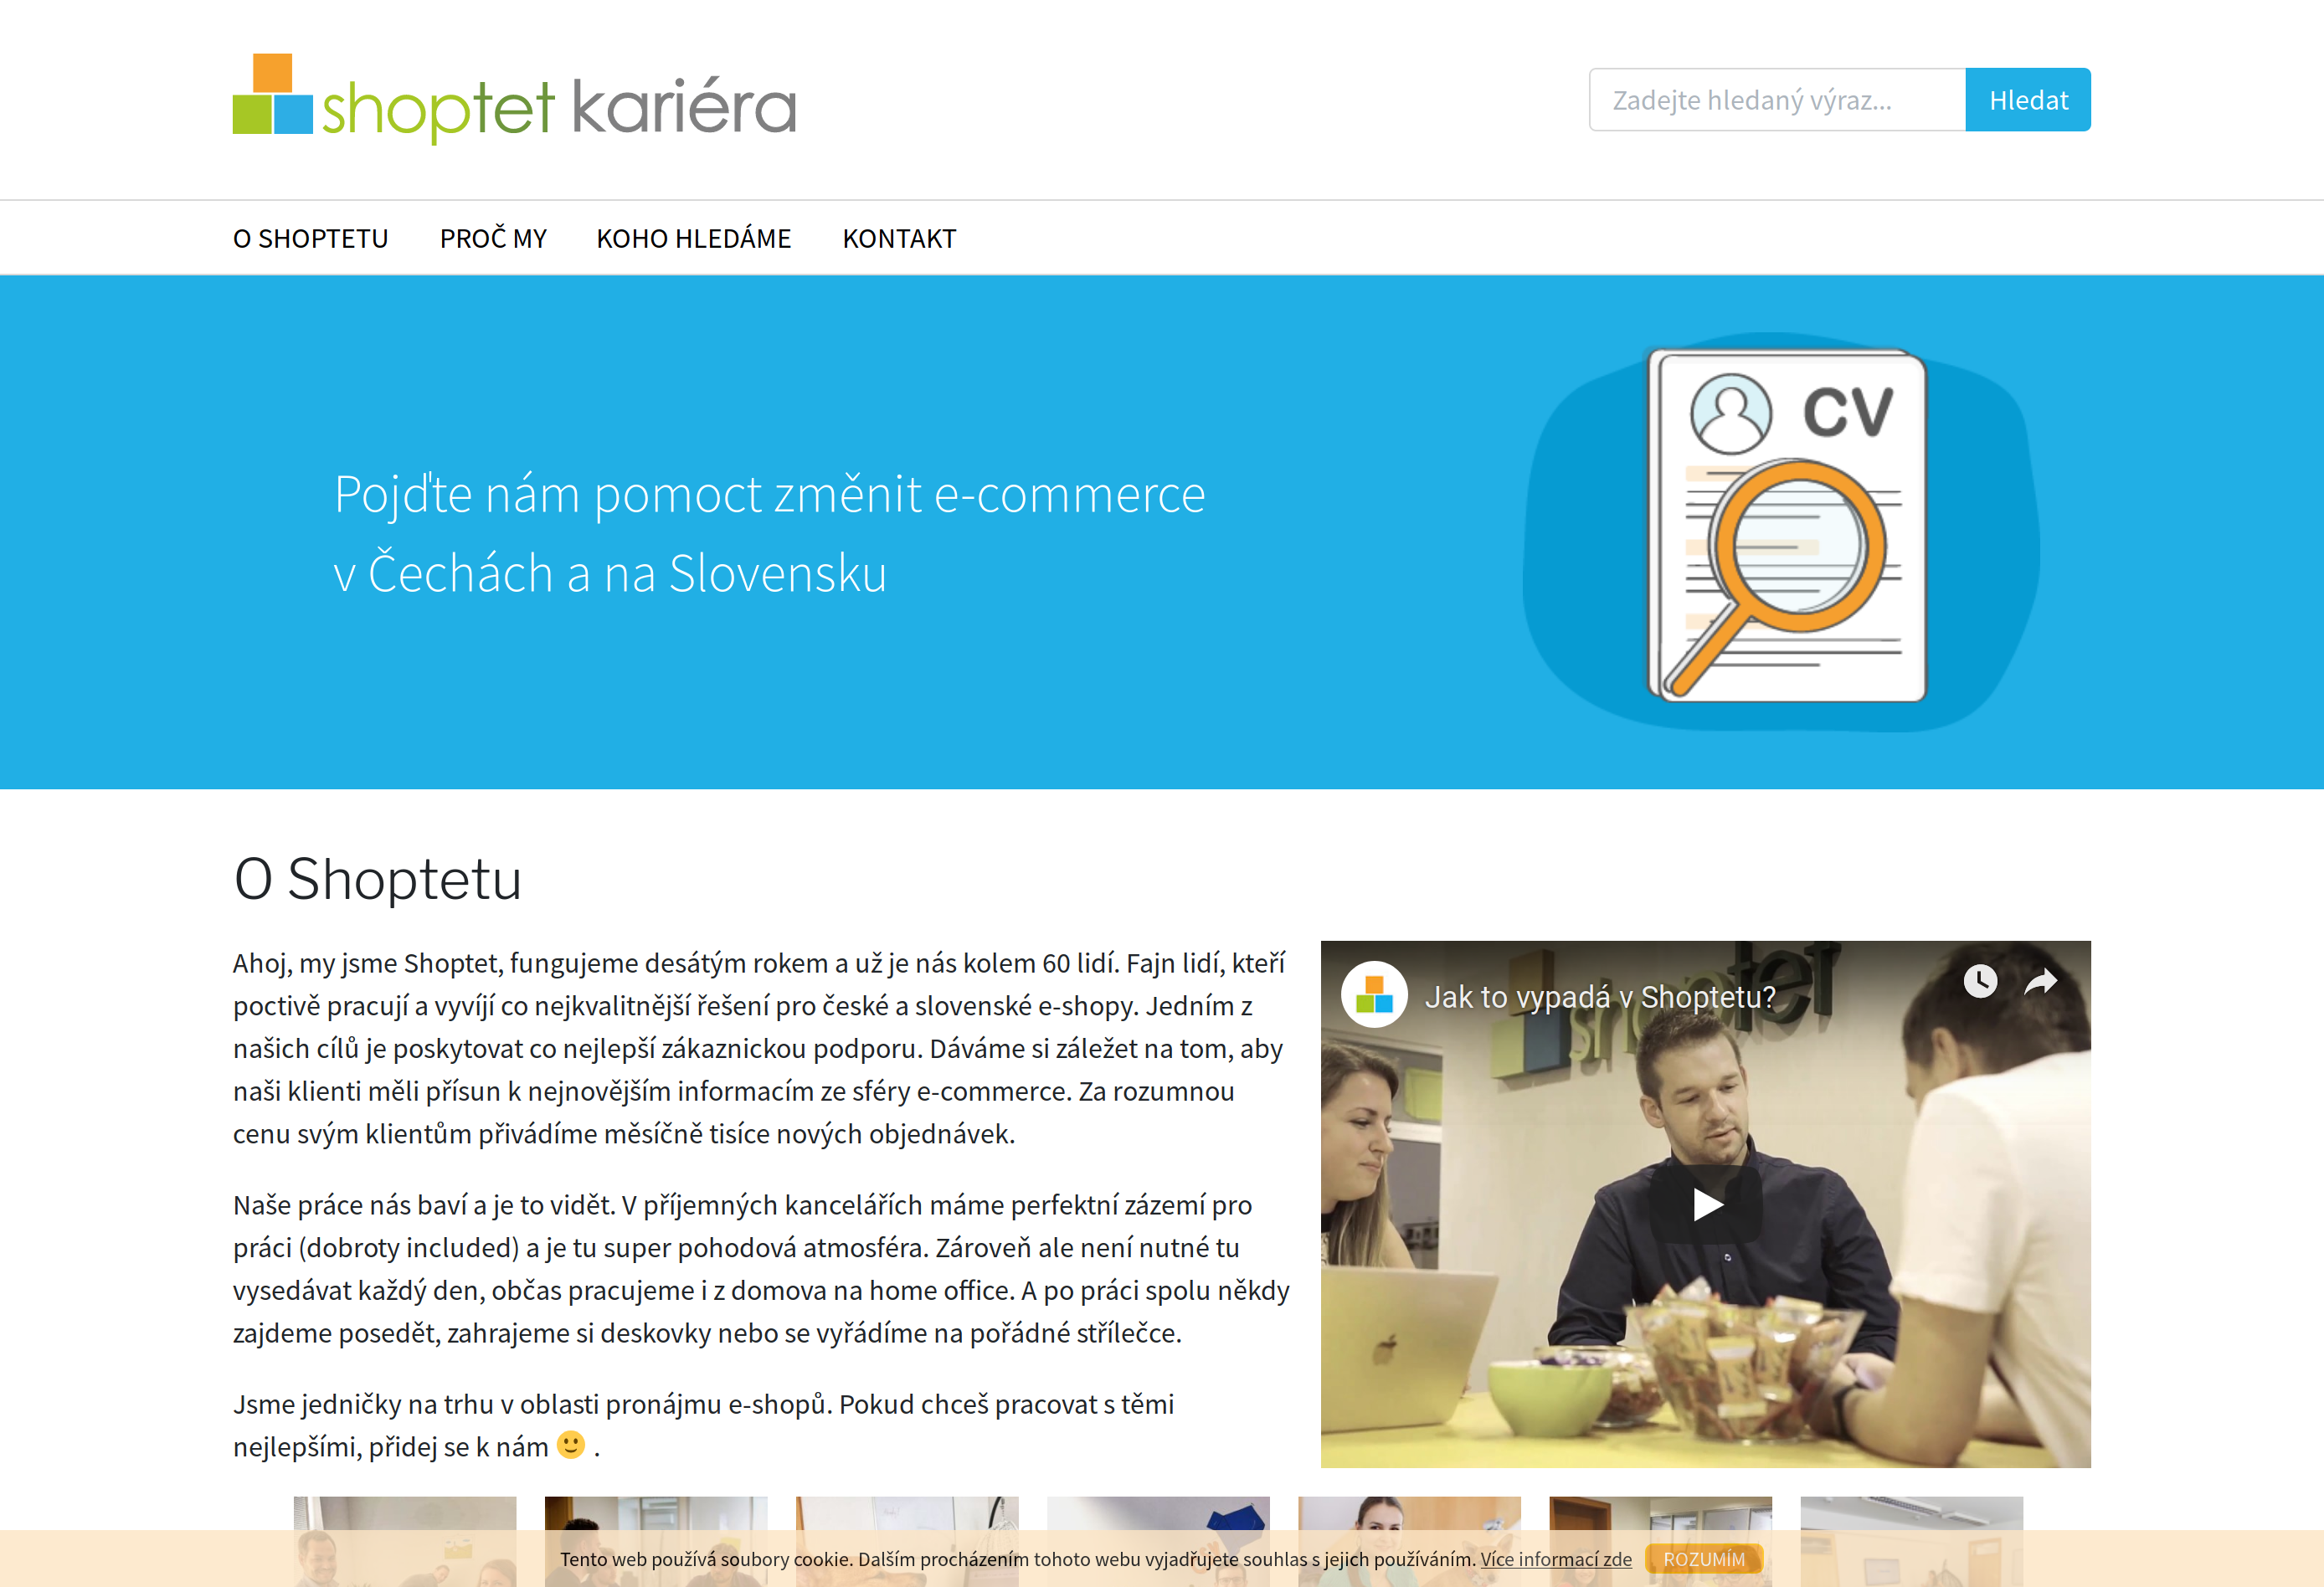 shoptet kariéra
Zadejte hledaný výraz...
Hledat
O SHOPTETU
PROČ MY
KOHO HLEDÁME
KONTAKT
Pojďte nám pomoct změnit e-commerce
v Čechách a na Slovensku
CV
O Shoptetu
Ahoj, my jsme Shoptet, fungujeme desátým rokem a už je nás kolem 60 lidí. Fajn lidí, kteří
poctivě pracují a vyvíjí co nejkvalitnější řešení pro české a slovenské e-shopy. Jedním z
našich cílů je poskytovat co nejlepší zákaznickou podporu. Dáváme si záležet na tom, aby
naši klienti měli přísun k nejnovějším informacím ze sféry e-commerce. Za rozumnou
cenu svým klientům přivádíme měsíčně tisíce nových objednávek.
Naše práce nás baví a je to vidět. V příjemných kancelářích máme perfektní zázemí pro
práci (dobroty included) a je tu super pohodová atmosféra. Zároveň ale není nutné tu
vysedávat každý den, občas pracujeme i z domova na home office. A po práci spolu někdy
zajdeme posedět, zahrajeme si deskovky nebo se vyřádíme na pořádné střílečce.
Jsme jedničky na trhu v oblasti pronájmu e-shopů. Pokud chceš pracovat s těmi
nejlepšími, přidej se k nám 🙂 .
Jak to vypadá v Shoptetu?
shoptet
Tento web používá soubory cookie. Dalším procházením tohoto webu vyjadřujete souhlas s jejich používáním. Více informací zde
ROZUMÍM